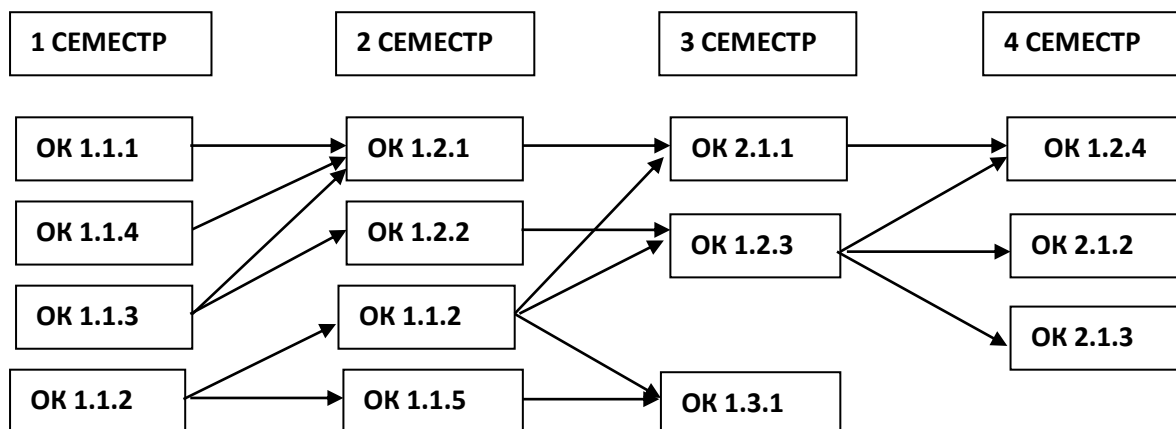 1 СЕМЕСТР 2 СЕМЕСТР 3 СЕМЕСТР 4 СЕМЕСТР
ОК 1.1.1 ОК 1.2.1 ОК 2.1.1 ОК 1.2.4
ОК 1.1.4 ОК 1.2.2 ОК 1.2.3 ОК 2.1.2
ОК 1.1.3 ОК 1.1.2 ОК 2.1.3
ОК 1.1.2 ОК 1.1.5 ОК 1.3.1